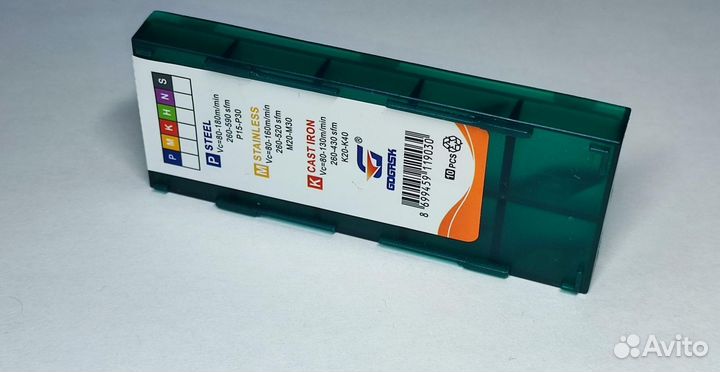 P M K H N S
P STEEL
Vc=80-180m/min
260-590 sfm
P15-P30
M STAINLESS
Vc=80-160m/min
260-520 sfm
M20-M30
K CAST IRON
Vc=80-130m/min
260-430 sfm
K20-K40
GOGRSK
8 699459 119030
10 PCS
Avito